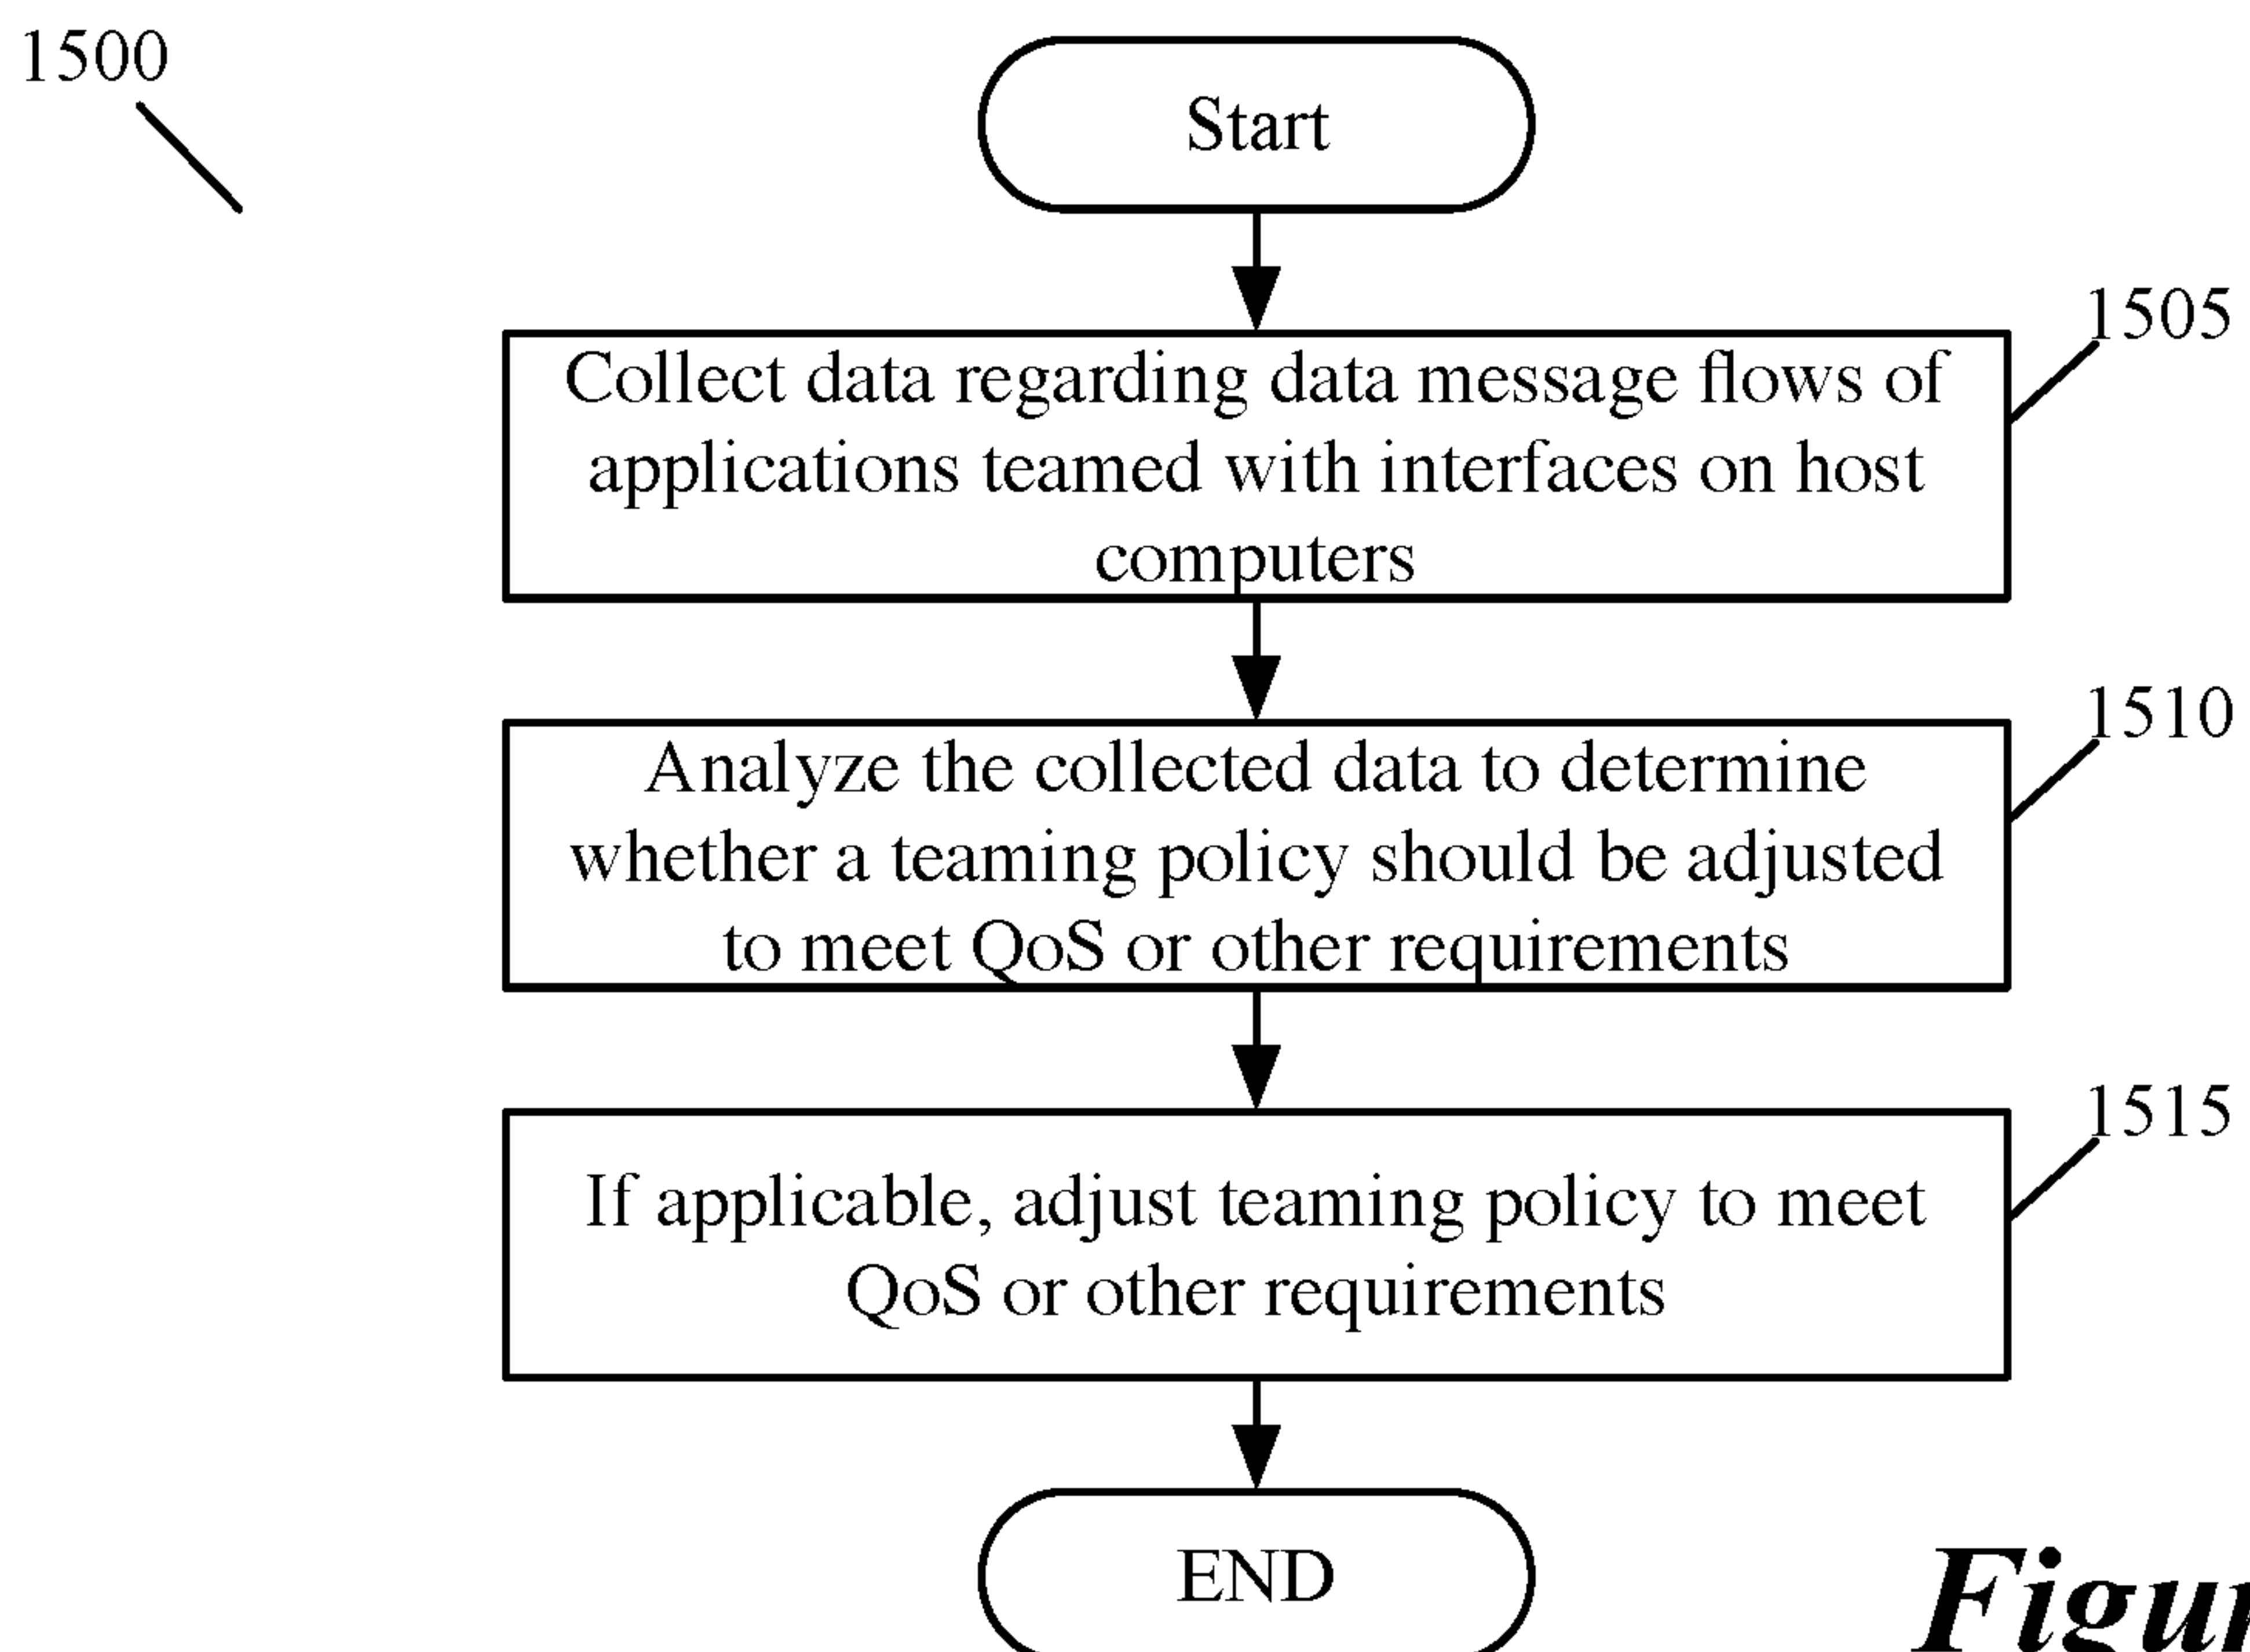 1500
Start
1505
Collect data regarding data message flows of
applications teamed with interfaces on host
computers
1510
Analyze the collected data to determine
whether a teaming policy should be adjusted
to meet QoS or other requirements
1515
If applicable, adjust teaming policy to meet
QoS or other requirements
END